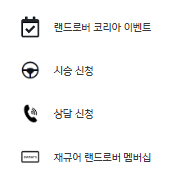 랜드로버 코리아 이벤트
시승 신청
상담 신청
재규어 랜드로버 멤버십